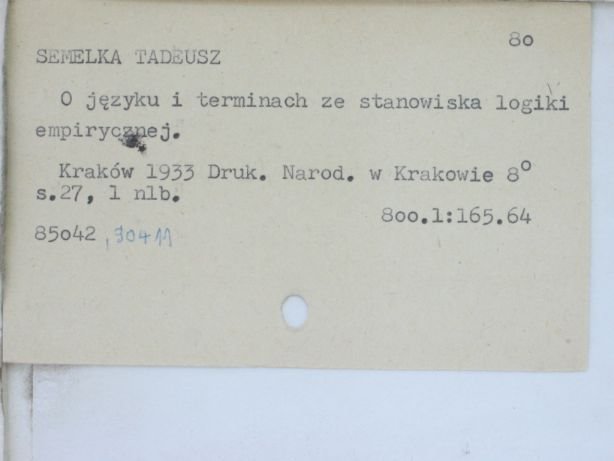 80
SEMELKA TADEUSZ
O języku i terminach ze stanowiska logiki
empirycznej.
Kraków 1933 Druk. Narod. w Krakowie 8°
s.27, 1 nlb.
800.1:165.64
85042 ,90411